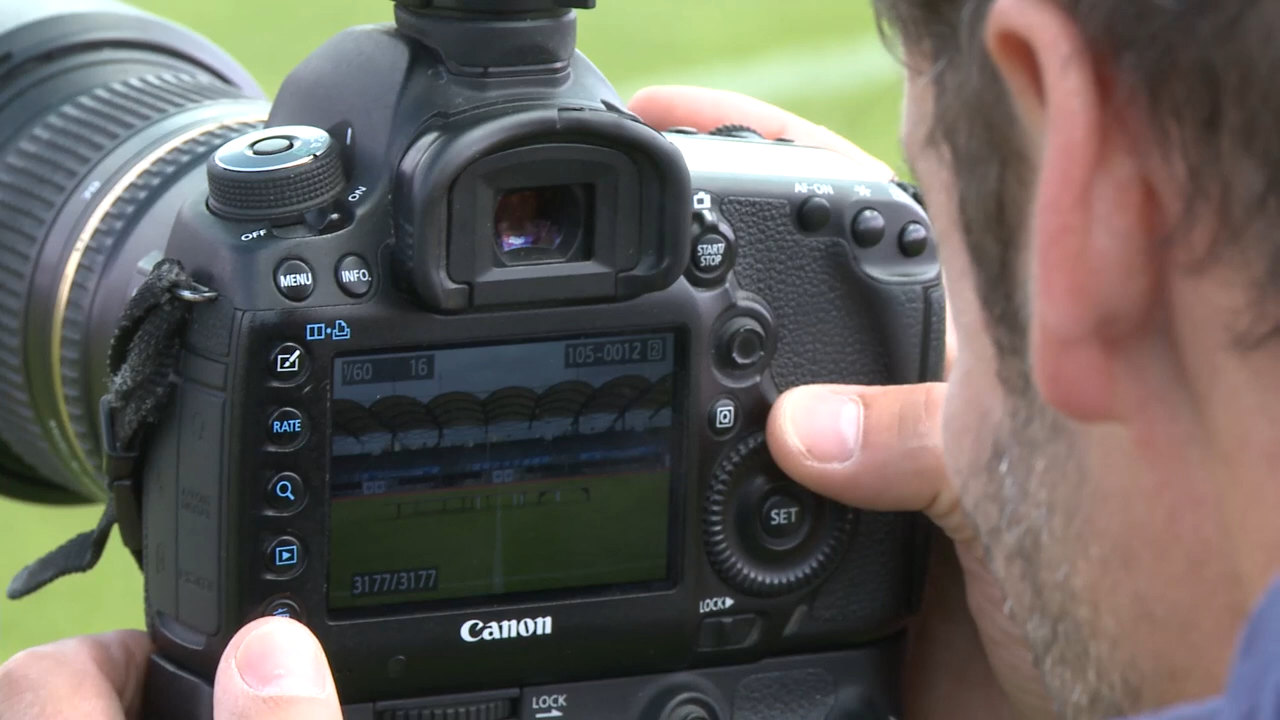 ON
OFF
MENU
INFO.
START/
STOP
AF-ON
RATE
1/60 16
105-0012 2
3177/3177
Q
SET
LOCK
Canon
LOCK